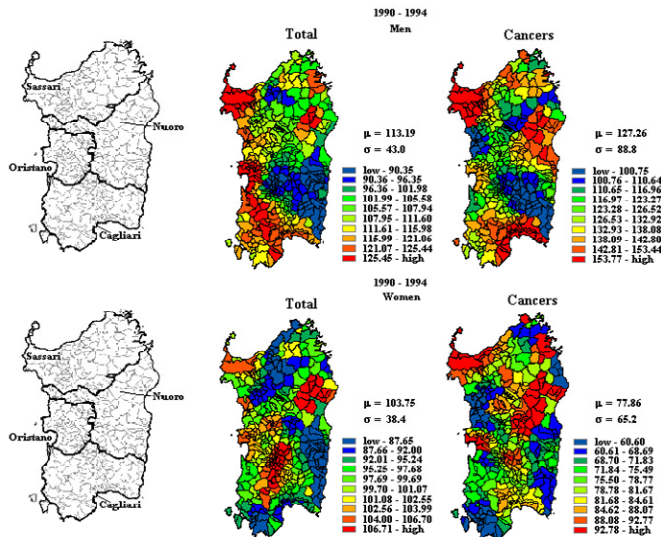 1990 - 1994
Men
Total
Cancers
Sassari
Nuoro
Oristano
Cagliari
μ = 113.19
σ = 43.0
low - 90.35
90.36 - 96.35
96.36 - 101.98
101.99 - 105.58
105.57 - 107.94
107.95 - 111.60
111.61 - 115.98
115.99 - 121.06
121.07 - 125.44
125.45 - high
μ = 127.26
σ = 88.8
low - 100.75
100.76 - 110.64
110.65 - 116.96
116.97 - 123.27
123.28 - 126.52
126.53 - 132.92
132.93 - 138.08
138.09 - 142.80
142.81 - 153.44
153.77 - high
1990 - 1994
Women
Total
Cancers
Sassari
Nuoro
Oristano
Cagliari
μ = 103.75
σ = 38.4
low - 87.65
87.66 - 92.00
92.01 - 95.24
95.25 - 97.68
97.69 - 99.69
99.70 - 101.07
101.08 - 102.55
102.56 - 103.99
104.00 - 106.70
106.71 - high
μ = 77.86
σ = 65.2
low - 60.60
60.61 - 68.69
68.70 - 71.83
71.84 - 75.49
75.50 - 78.77
78.78 - 81.67
81.68 - 84.61
84.62 - 88.07
88.08 - 92.77
92.78 - high